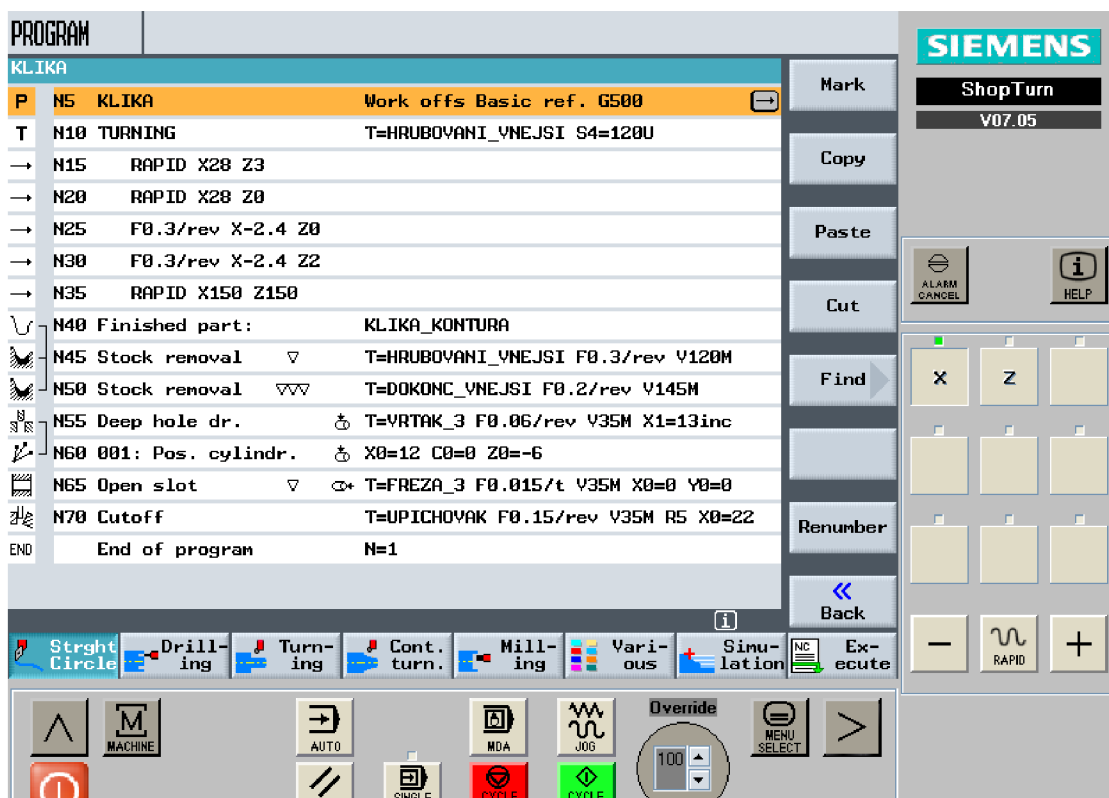 PROGRAM
KLIKA
P N5 KLIKA Work offs Basic ref. G500
T N10 TURNING T=HRUBOVANI_VNEJSI S4=120U
N15 RAPID X28 Z3
N20 RAPID X28 Z0
N25 F0.3/rev X-2.4 Z0
N30 F0.3/rev X-2.4 Z2
N35 RAPID X150 Z150
N40 Finished part: KLIKA_KONTURA
N45 Stock removal ▽ T=HRUBOVANI_VNEJSI F0.3/rev V120M
N50 Stock removal ▽▽▽ T=DOKONC_VNEJSI F0.2/rev V145M
N55 Deep hole dr. T=VRTAK_3 F0.06/rev V35M X1=13inc
N60 001: Pos. cylindr. X0=12 C0=0 Z0=-6
N65 Open slot ▽ T=FREZA_3 F0.015/t V35M X0=0 Y0=0
N70 Cutoff T=UPICHOVAK F0.15/rev V35M R5 X0=22
END End of program N=1
Mark
Copy
Paste
Cut
Find
Renumber
Back
Strght Circle
Drill-ing
Turn-ing
Cont. turn.
Mill-ing
Vari-ous
Simu-lation
NC Ex-ecute
SIEMENS
ShopTurn
V07.05
ALARM CANCEL
HELP
X
Z
RAPID
M MACHINE
AUTO
MDA
JOG
Override
100
MENU SELECT
SINGLE
CYCLE
CYCLE